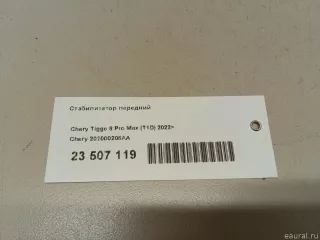 Стабилизатор передний
Chery Tiggo 8 Pro Max (T1D) 2022>
Chery 207000206AA
23 507 119
eaural.ru